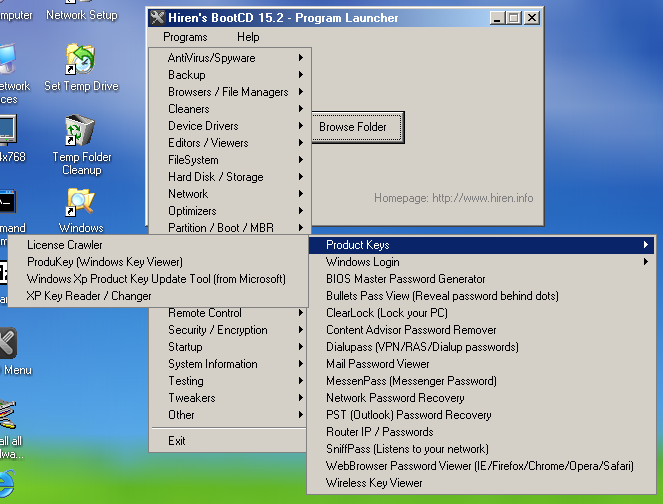 omputer
Network Setup
etwork
ces
Set Temp Drive
4x768
Temp Folder
Cleanup
mmand
Windows
Menu
all all
Hiren's BootCD 15.2 - Program Launcher
Programs
Help
AntiVirus/Spyware
Backup
Browsers / File Managers
Cleaners
Device Drivers
Editors / Viewers
FileSystem
Hard Disk / Storage
Network
Optimizers
Partition / Boot / MBR
Remote Control
Security / Encryption
Startup
System Information
Testing
Tweakers
Other
Exit
Browse Folder
Homepage: http://www.hiren.info
License Crawler
ProduKey (Windows Key Viewer)
Windows Xp Product Key Update Tool (from Microsoft)
XP Key Reader / Changer
Product Keys
Windows Login
BIOS Master Password Generator
Bullets Pass View (Reveal password behind dots)
ClearLock (Lock your PC)
Content Advisor Password Remover
Dialupass (VPN/RAS/Dialup passwords)
Mail Password Viewer
MessenPass (Messenger Password)
Network Password Recovery
PST (Outlook) Password Recovery
Router IP / Passwords
SniffPass (Listens to your network)
WebBrowser Password Viewer (IE/Firefox/Chrome/Opera/Safari)
Wireless Key Viewer